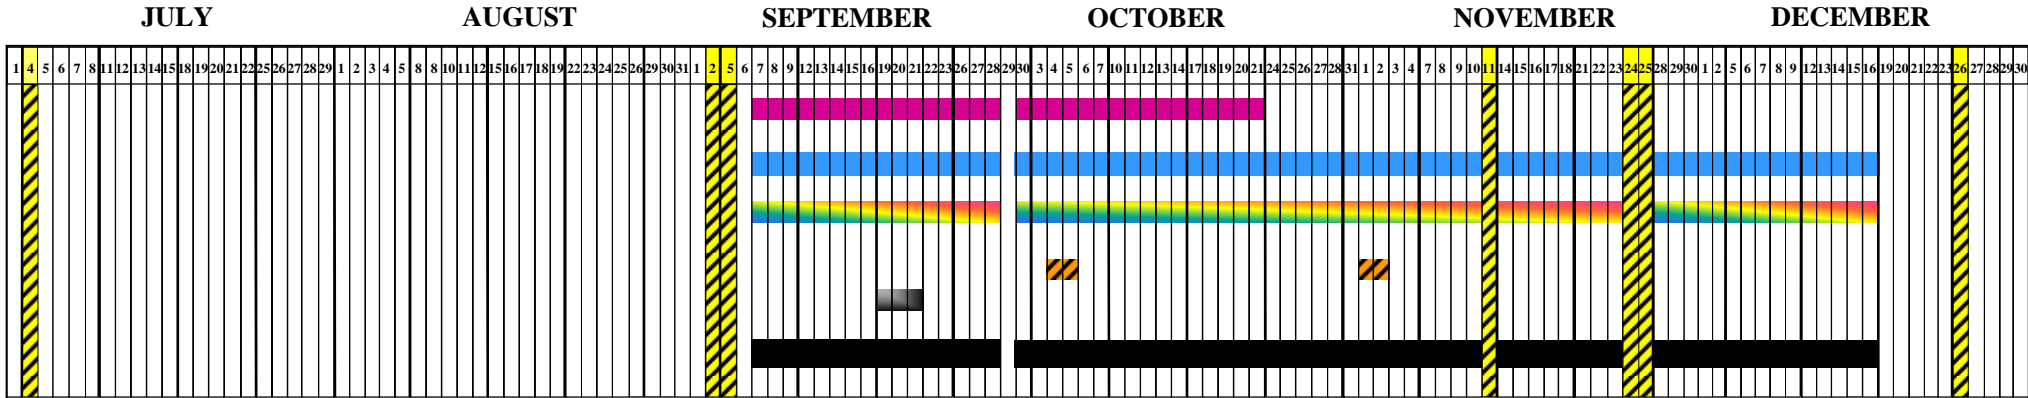 JULY AUGUST SEPTEMBER OCTOBER NOVEMBER DECEMBER
1 4 5 6 7 8 11 12 13 14 15 18 19 20 21 22 25 26 27 28 29 1 2 3 4 5 8 8 10 11 12 15 16 17 18 19 22 23 24 25 26 29 30 31 1 2 5 6 7 8 9 12 13 14 15 16 19 20 21 22 23 26 27 28 29 30 3 4 5 6 7 10 11 12 13 14 17 18 19 20 21 24 25 26 27 28 31 1 2 3 4 7 8 9 10 11 14 15 16 17 18 21 22 23 24 25 28 29 30 1 2 5 6 7 8 9 12 13 14 15 16 19 20 21 22 23 26 27 28 29 30